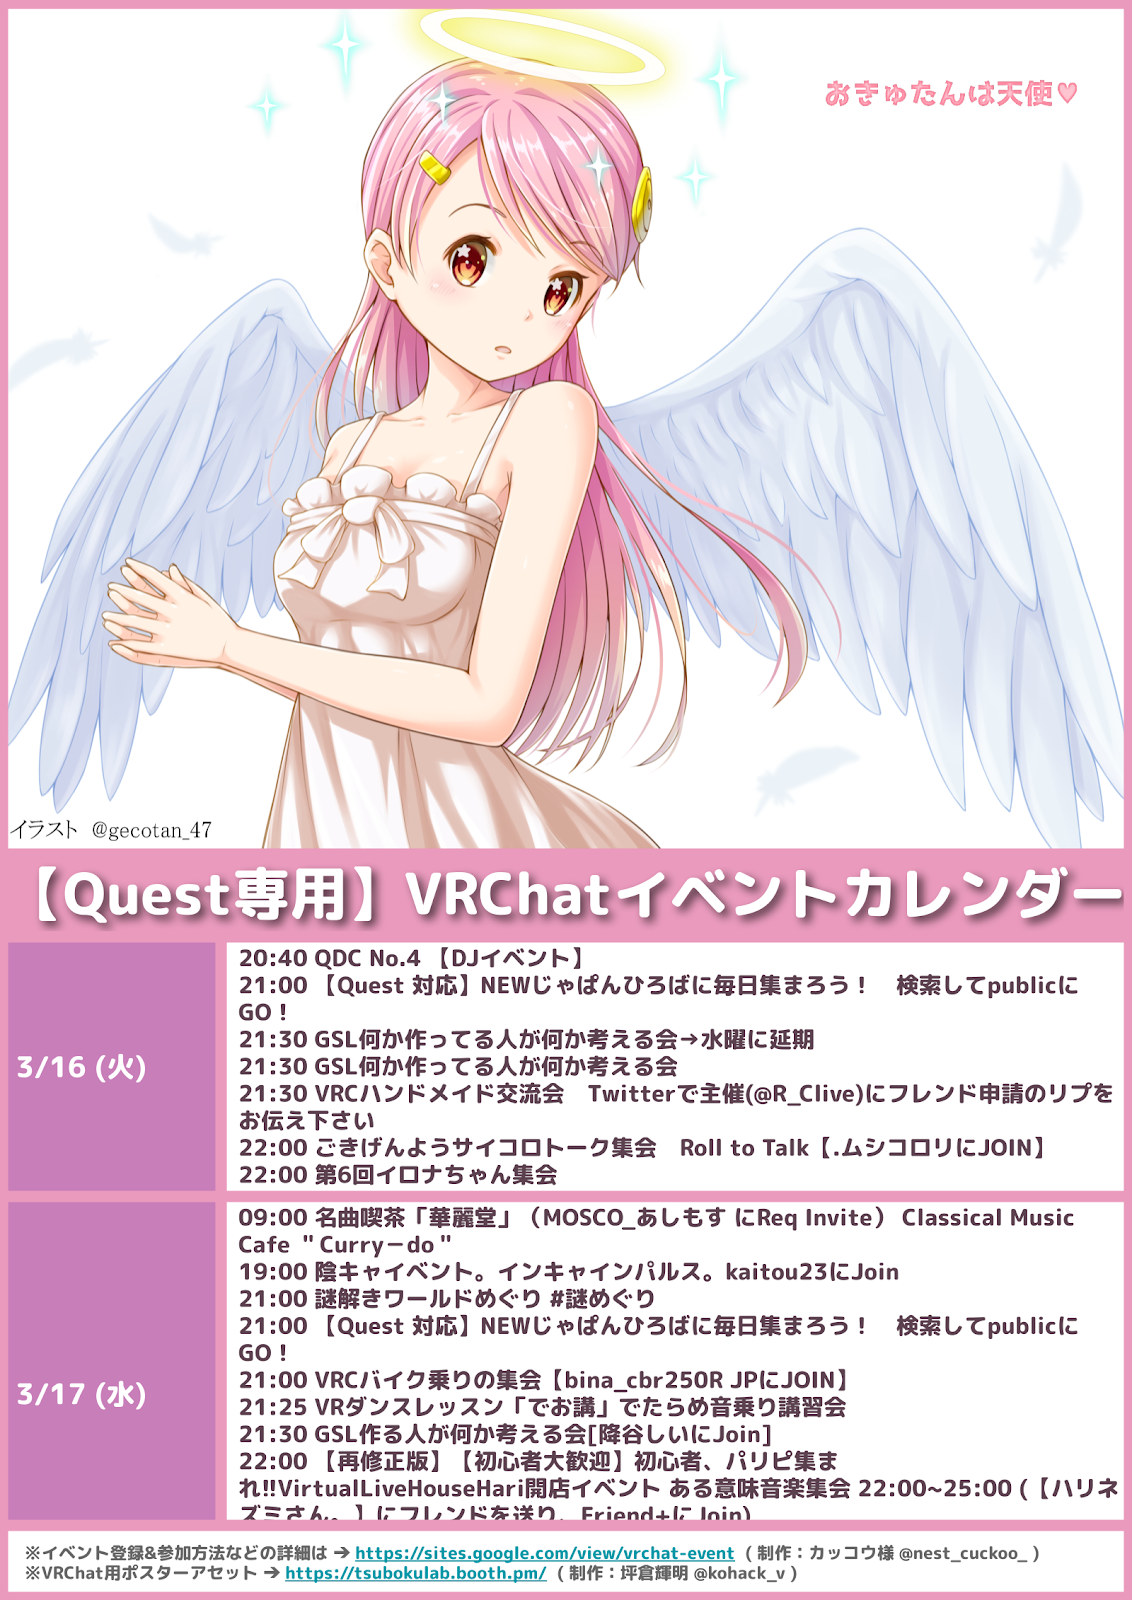 おきゅたんは天使♥
イラスト @gecotan_47
【Quest専用】VRChatイベントカレンダー
3/16 (火)
20:40 QDC No.4 【DJイベント】
21:00 【Quest 対応】NEWじゃぱんひろばに毎日集まろう！　検索してpublicに
GO！
21:30 GSL何か作ってる人が何か考える会→水曜に延期
21:30 GSL何か作ってる人が何か考える会
21:30 VRCハンドメイド交流会　Twitterで主催(@R_Clive)にフレンド申請のリプを
お伝え下さい
22:00 ごきげんようサイコロトーク集会　Roll to Talk【.ムシコロリにJOIN】
22:00 第6回イロナちゃん集会
3/17 (水)
09:00 名曲喫茶「華麗堂」（MOSCO_あしもす にReq Invite） Classical Music
Cafe ＂Curry－do＂
19:00 陰キャイベント。インキャインパルス。kaitou23にJoin
21:00 謎解きワールドめぐり #謎めぐり
21:00 【Quest 対応】NEWじゃぱんひろばに毎日集まろう！　検索してpublicに
GO！
21:00 VRCバイク乗りの集会【bina_cbr250R JPにJOIN】
21:25 VRダンスレッスン「でお講」でたらめ音乗り講習会
21:30 GSL作る人が何か考える会[降谷しいにJoin]
22:00 【再修正版】【初心者大歓迎】初心者、パリピ集ま
れ!!VirtualLiveHouseHari開店イベント ある意味音楽集会 22:00~25:00 (【ハリネ
ズミさん。】にフレンドを送り、Friend+に Join)
※イベント登録&参加方法などの詳細は ➔ https://sites.google.com/view/vrchat-event ( 制作：カッコウ様 @nest_cuckoo_ )
※VRChat用ポスターアセット ➔ https://tsubokulab.booth.pm/ ( 制作：坪倉輝明 @kohack_v )